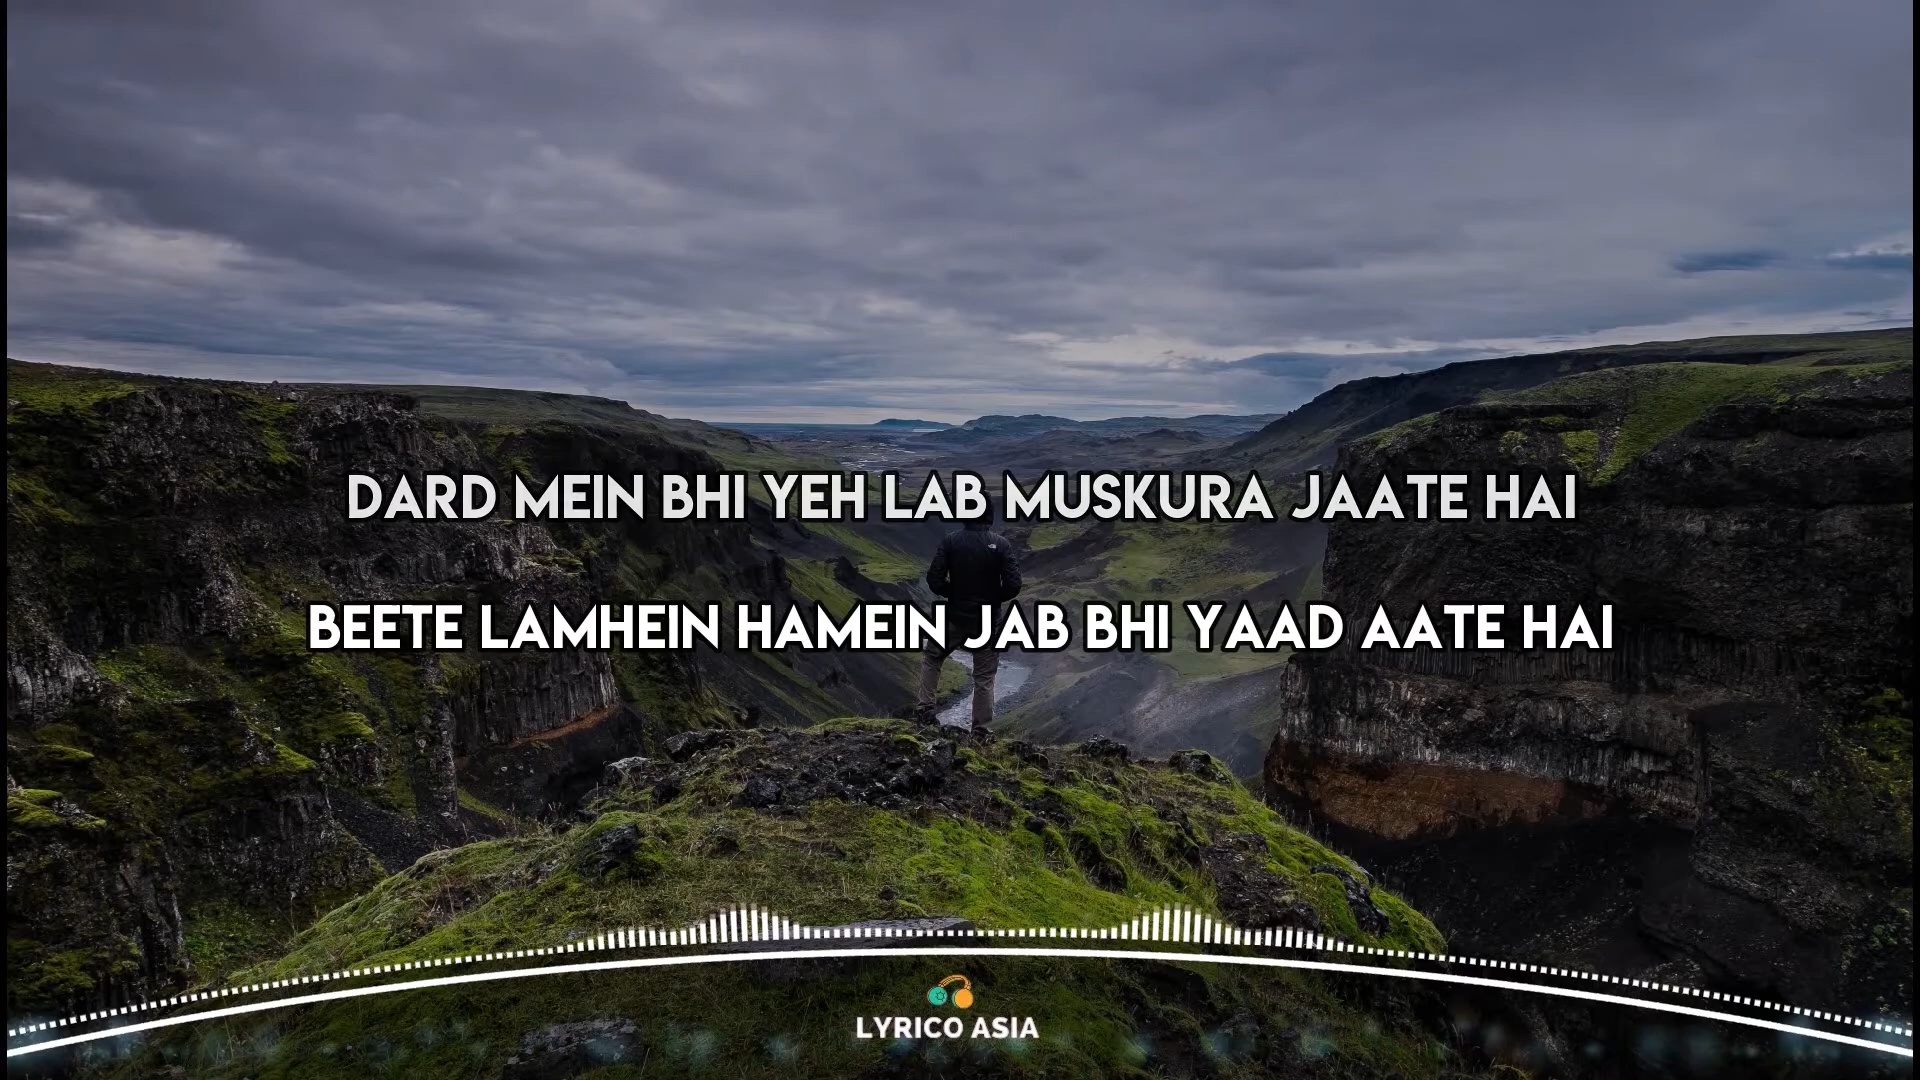 DARD MEIN BHI YEH LAB MUSKURA JAATE HAI
BEETE LAMHEIN HAMEIN JAB BHI YAAD AATE HAI
LYRICO ASIA